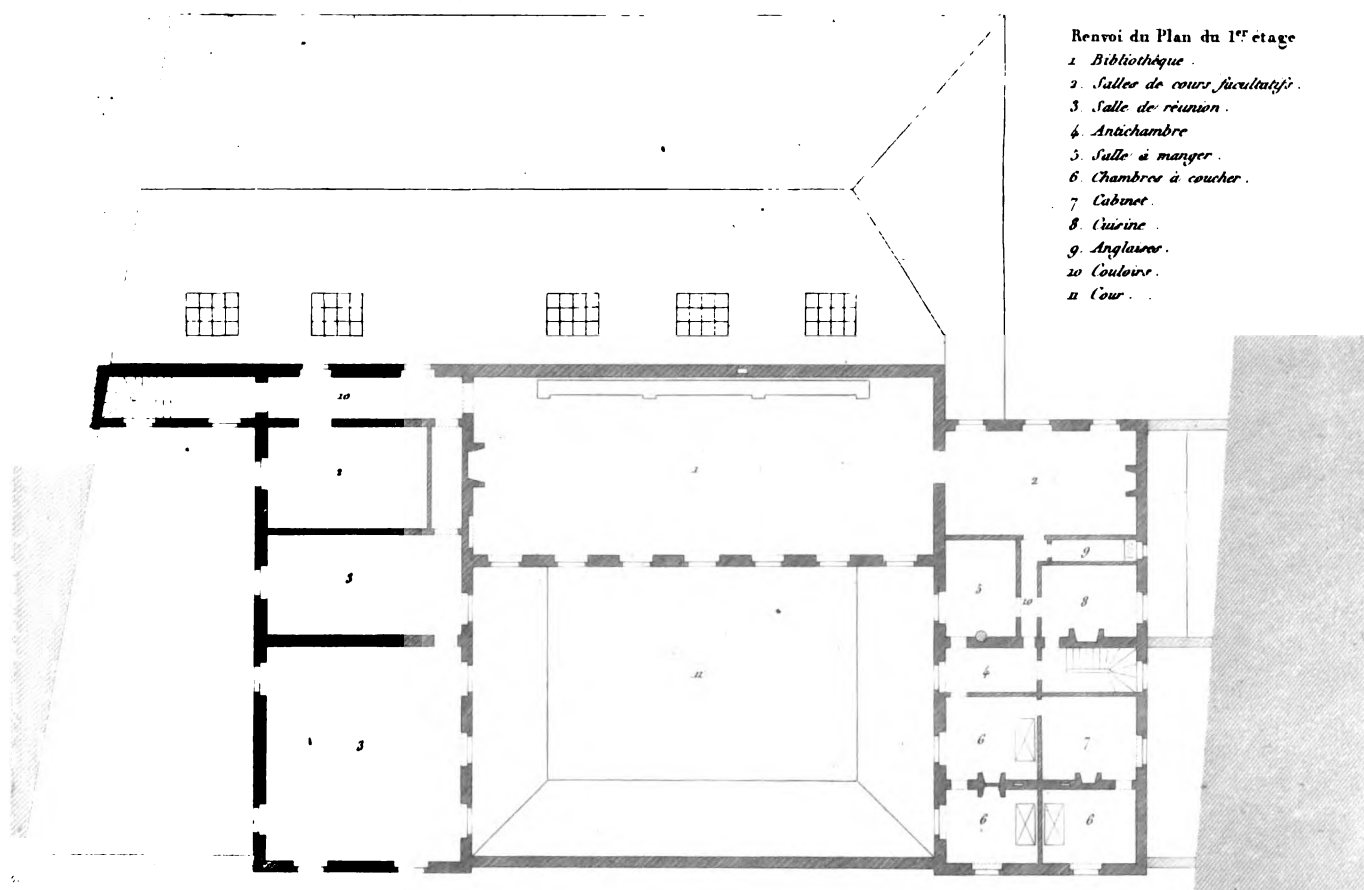 Renvoi du Plan du 1er étage
1 Bibliothèque.
2. Salles de cours facultatifs.
3. Salle de réunion.
4. Antichambre
5. Salle à manger.
6. Chambres à coucher.
7 Cabinet.
8. Cuisine.
9. Anglaises.
10 Couloirs.
11 Cour.
10
2
1
2
9
3
5
10
8
4
11
3
6
7
6
6